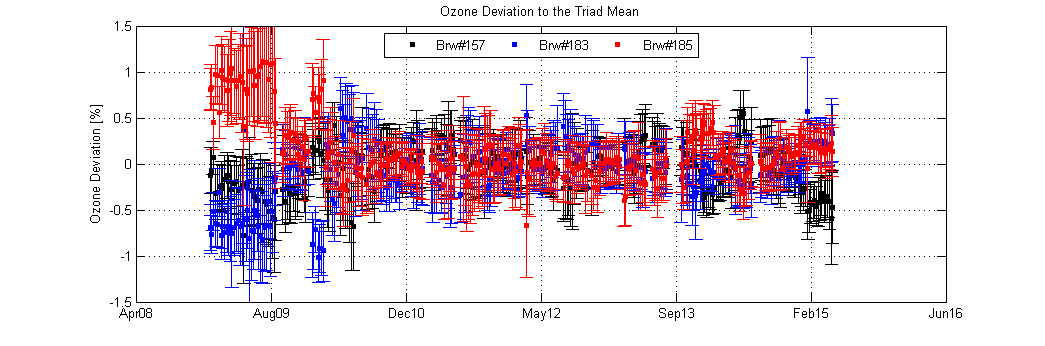 Ozone Deviation to the Triad Mean
Brw#157 Brw#183 Brw#185
Ozone Deviation [%]
1.5
1
0.5
0
-0.5
-1
-1.5
Apr08 Aug09 Dec10 May12 Sep13 Feb15 Jun16